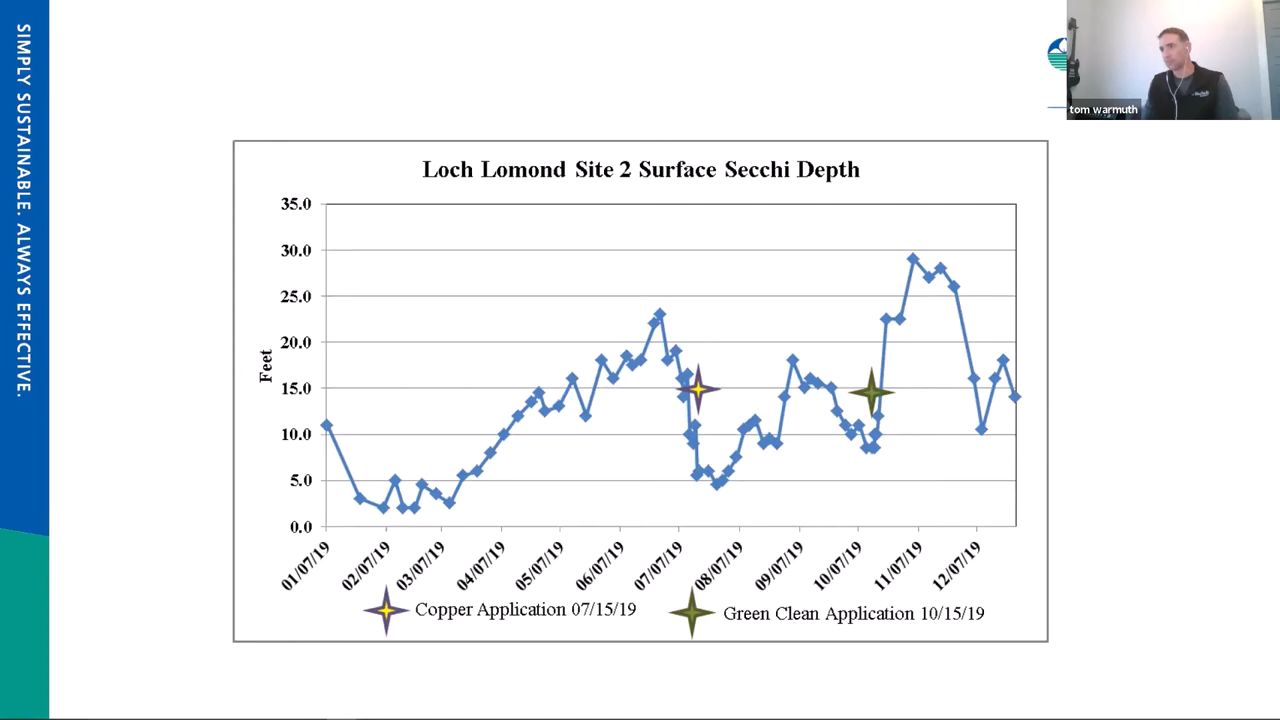 SIMPLY SUSTAINABLE. ALWAYS EFFECTIVE.
tom warmuth
Loch Lomond Site 2 Surface Secchi Depth
Feet
35.0
30.0
25.0
20.0
15.0
10.0
5.0
0.0
01/07/19 02/07/19 03/07/19 04/07/19 05/07/19 06/07/19 07/07/19 08/07/19 09/07/19 10/07/19 11/07/19 12/07/19
Copper Application 07/15/19
Green Clean Application 10/15/19